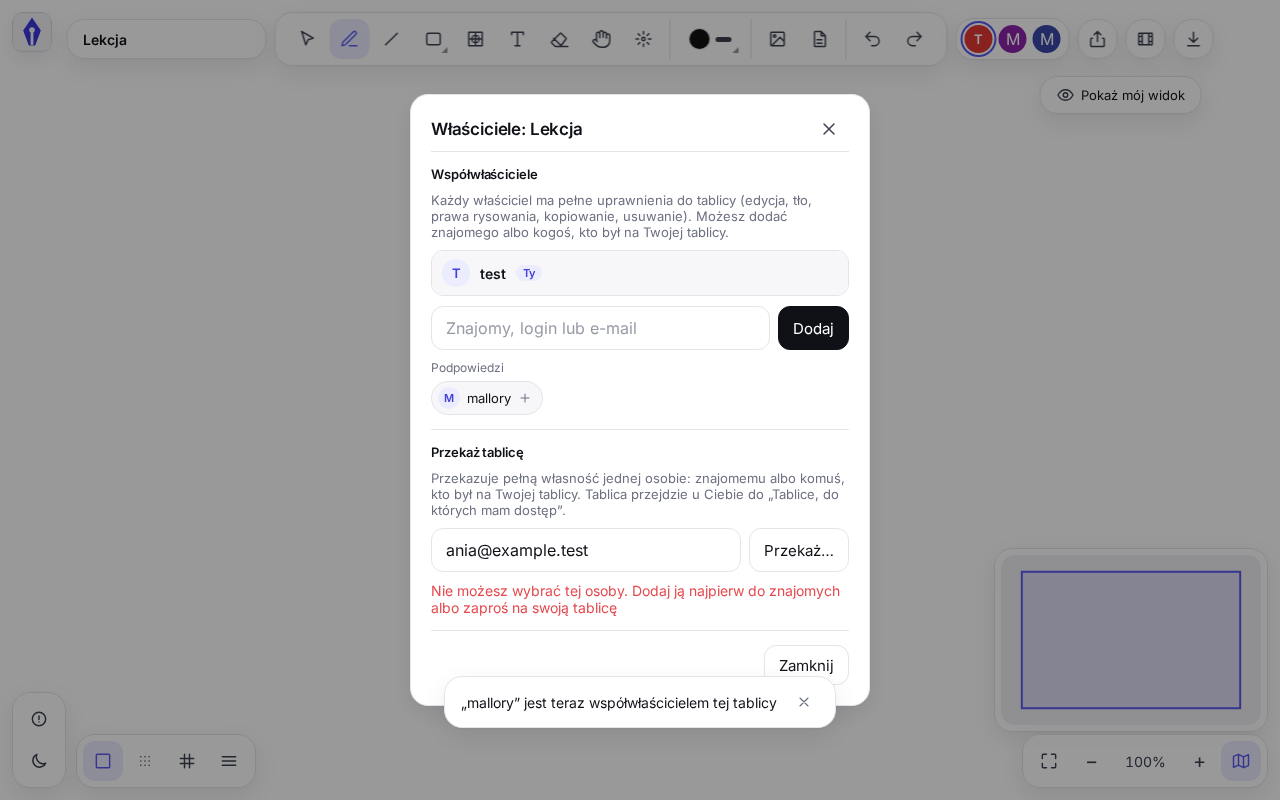 Lekcja
T
M
M
Pokaż mój widok
Właściciele: Lekcja
Współwłaściciele
Każdy właściciel ma pełne uprawnienia do tablicy (edycja, tło,
prawa rysowania, kopiowanie, usuwanie). Możesz dodać
znajomego albo kogoś, kto był na Twojej tablicy.
T test Ty
Znajomy, login lub e-mail
Dodaj
Podpowiedzi
M mallory
Przekaż tablicę
Przekazuje pełną własność jednej osobie: znajomemu albo komuś,
kto był na Twojej tablicy. Tablica przejdzie u Ciebie do „Tablice, do
których mam dostęp”.
ania@example.test
Przekaż…
Nie możesz wybrać tej osoby. Dodaj ją najpierw do znajomych
albo zaproś na swoją tablicę
Zamknij
„mallory” jest teraz współwłaścicielem tej tablicy
100%